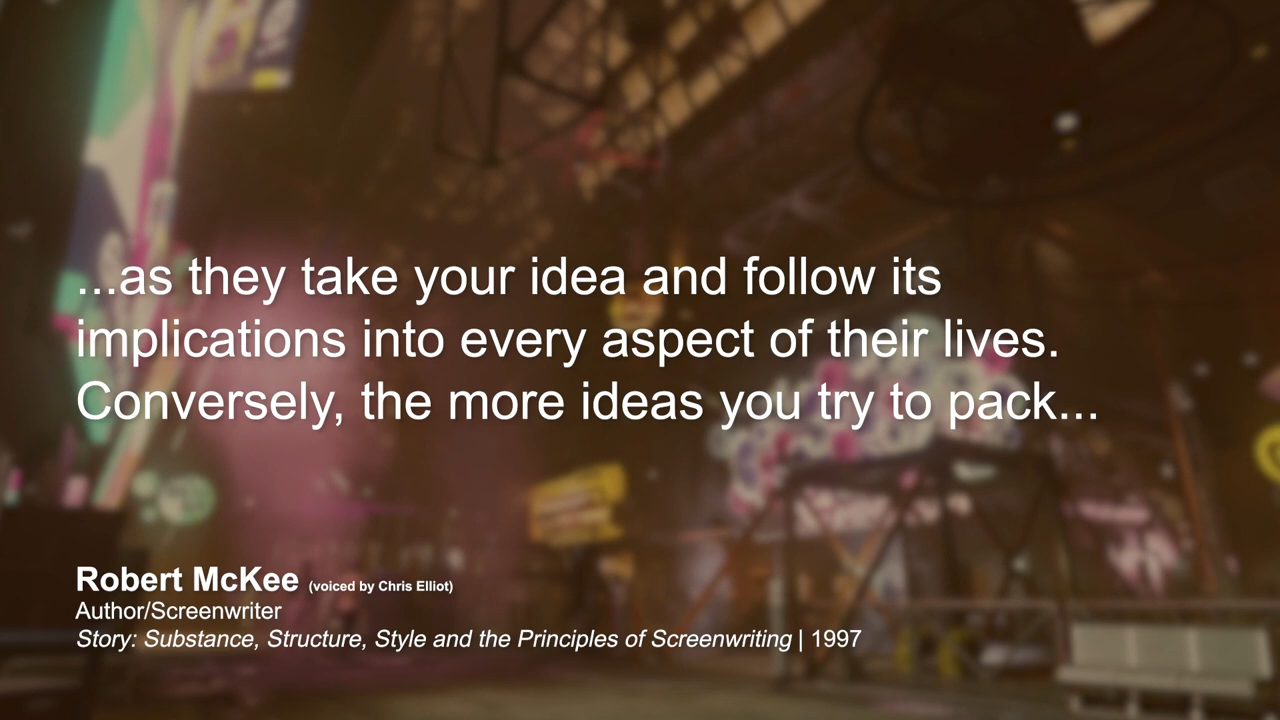 ...as they take your idea and follow its
implications into every aspect of their lives.
Conversely, the more ideas you try to pack...
Robert McKee (voiced by Chris Elliot)
Author/Screenwriter
Story: Substance, Structure, Style and the Principles of Screenwriting | 1997